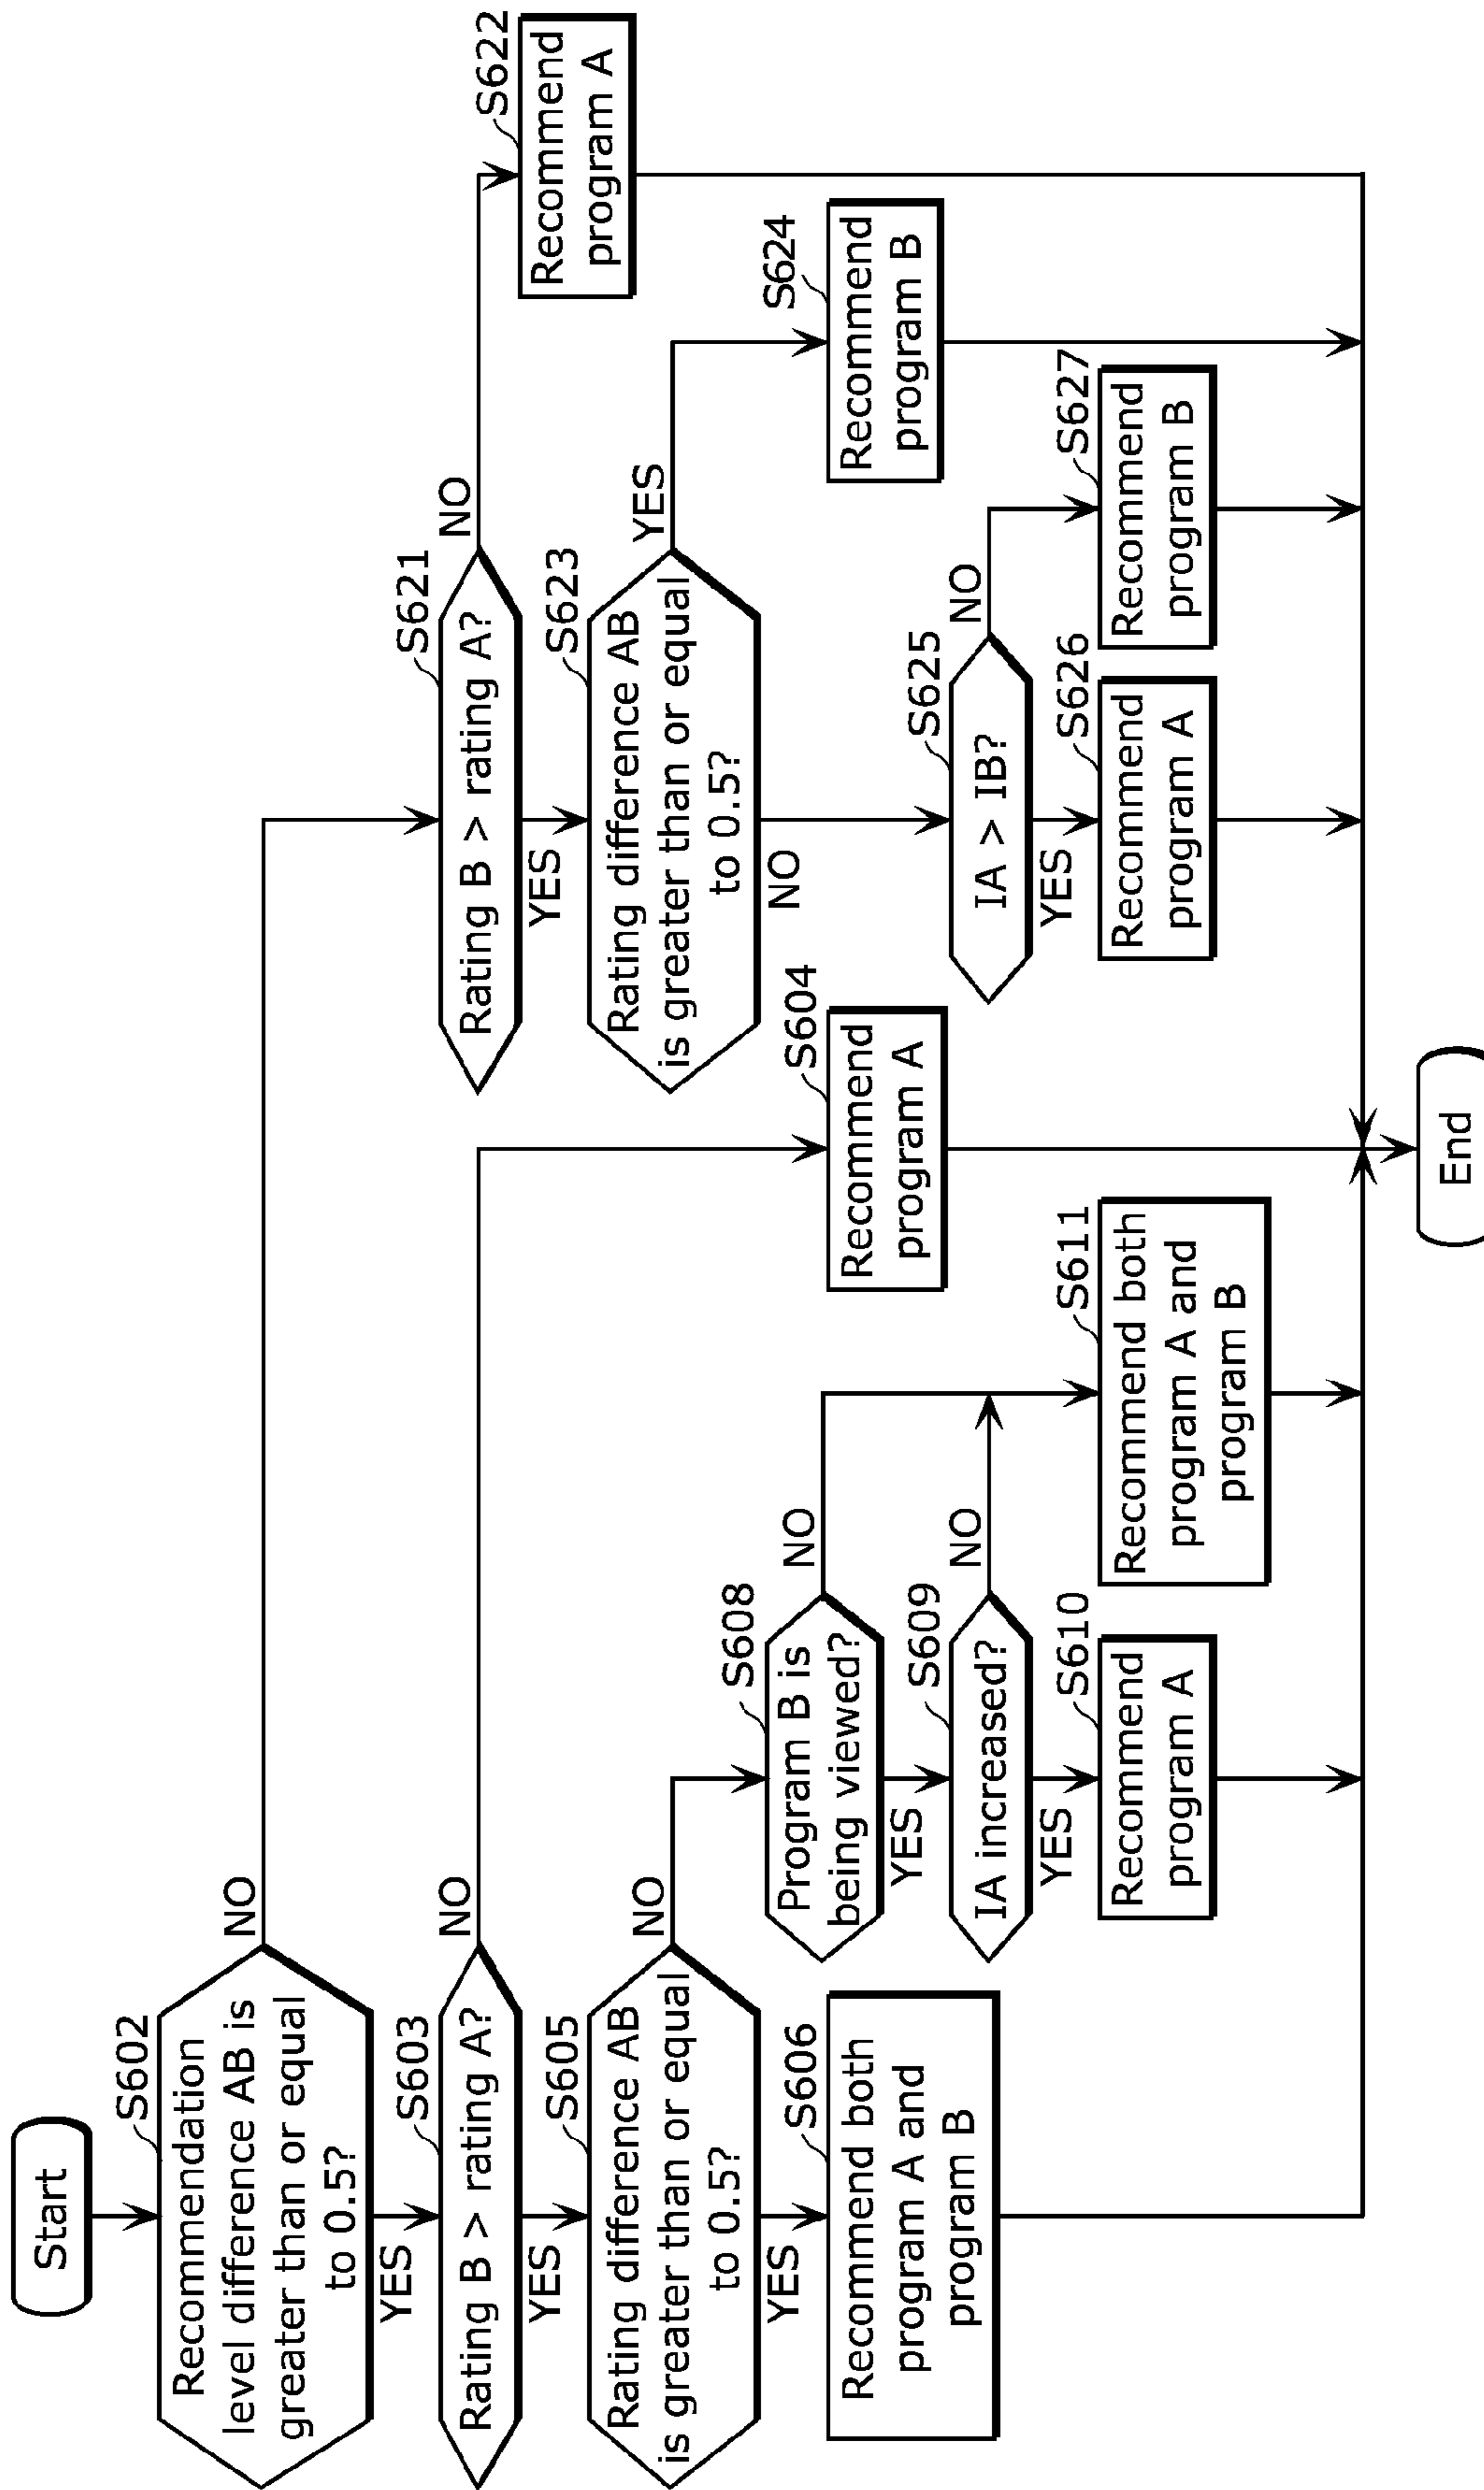 Start
S602
Recommendation
level difference AB is
greater than or equal
to 0.5?
NO
YES
S603
Rating B > rating A?
NO
YES
S605
Rating difference AB
is greater than or equal
to 0.5?
NO
YES
S606
Recommend both
program A and
program B
S608
Program B is
being viewed?
NO
YES
S609
IA increased?
NO
YES
S610
Recommend
program A
S611
Recommend both
program A and
program B
S604
Recommend
program A
S621
Rating B > rating A?
NO
YES
S622
Recommend
program A
S623
Rating difference AB
is greater than or equal
to 0.5?
YES
NO
S624
Recommend
program B
S625
IA > IB?
NO
YES
S626
Recommend
program A
S627
Recommend
program B
End